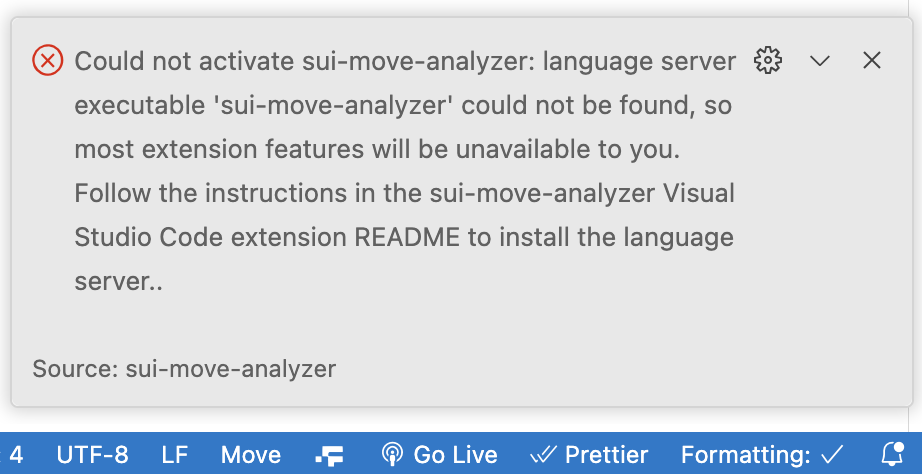 Could not activate sui-move-analyzer: language server
executable 'sui-move-analyzer' could not be found, so
most extension features will be unavailable to you.
Follow the instructions in the sui-move-analyzer Visual
Studio Code extension README to install the language
server..
Source: sui-move-analyzer
4 UTF-8 LF Move Go Live Prettier Formatting: